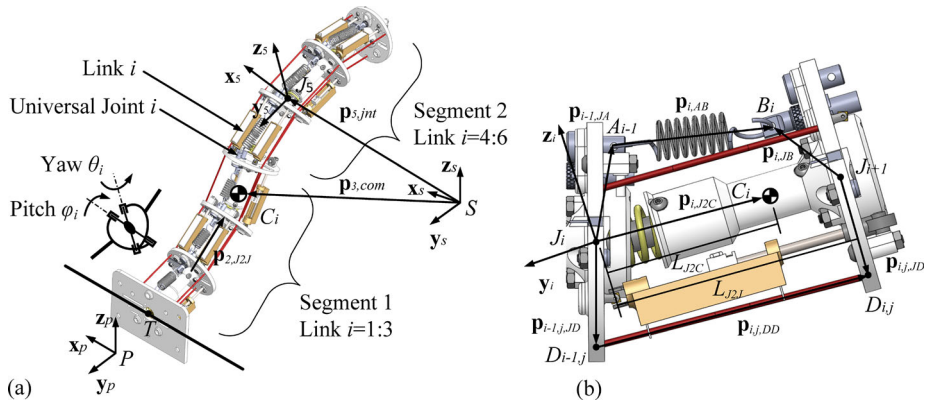 Link i
Universal Joint i
Yaw θi
Pitch φi
z5
x5
y5
J5
p5,jnt
Segment 2
Link i=4:6
zs
xs
S
ys
p3,com
Ci
p2,J2J
Segment 1
Link i=1:3
T
zp
xp
P
yp
(a)
pi-1,JA
Ai-1
pi,AB
Bi
zi
pi,JB
Ji+1
Ci
pi,J2C
Ji
LJ2C
yi
LJ2J
pi,j,JD
pi-1,j,JD
Di,j
pi,j,DD
Di-1,j
(b)